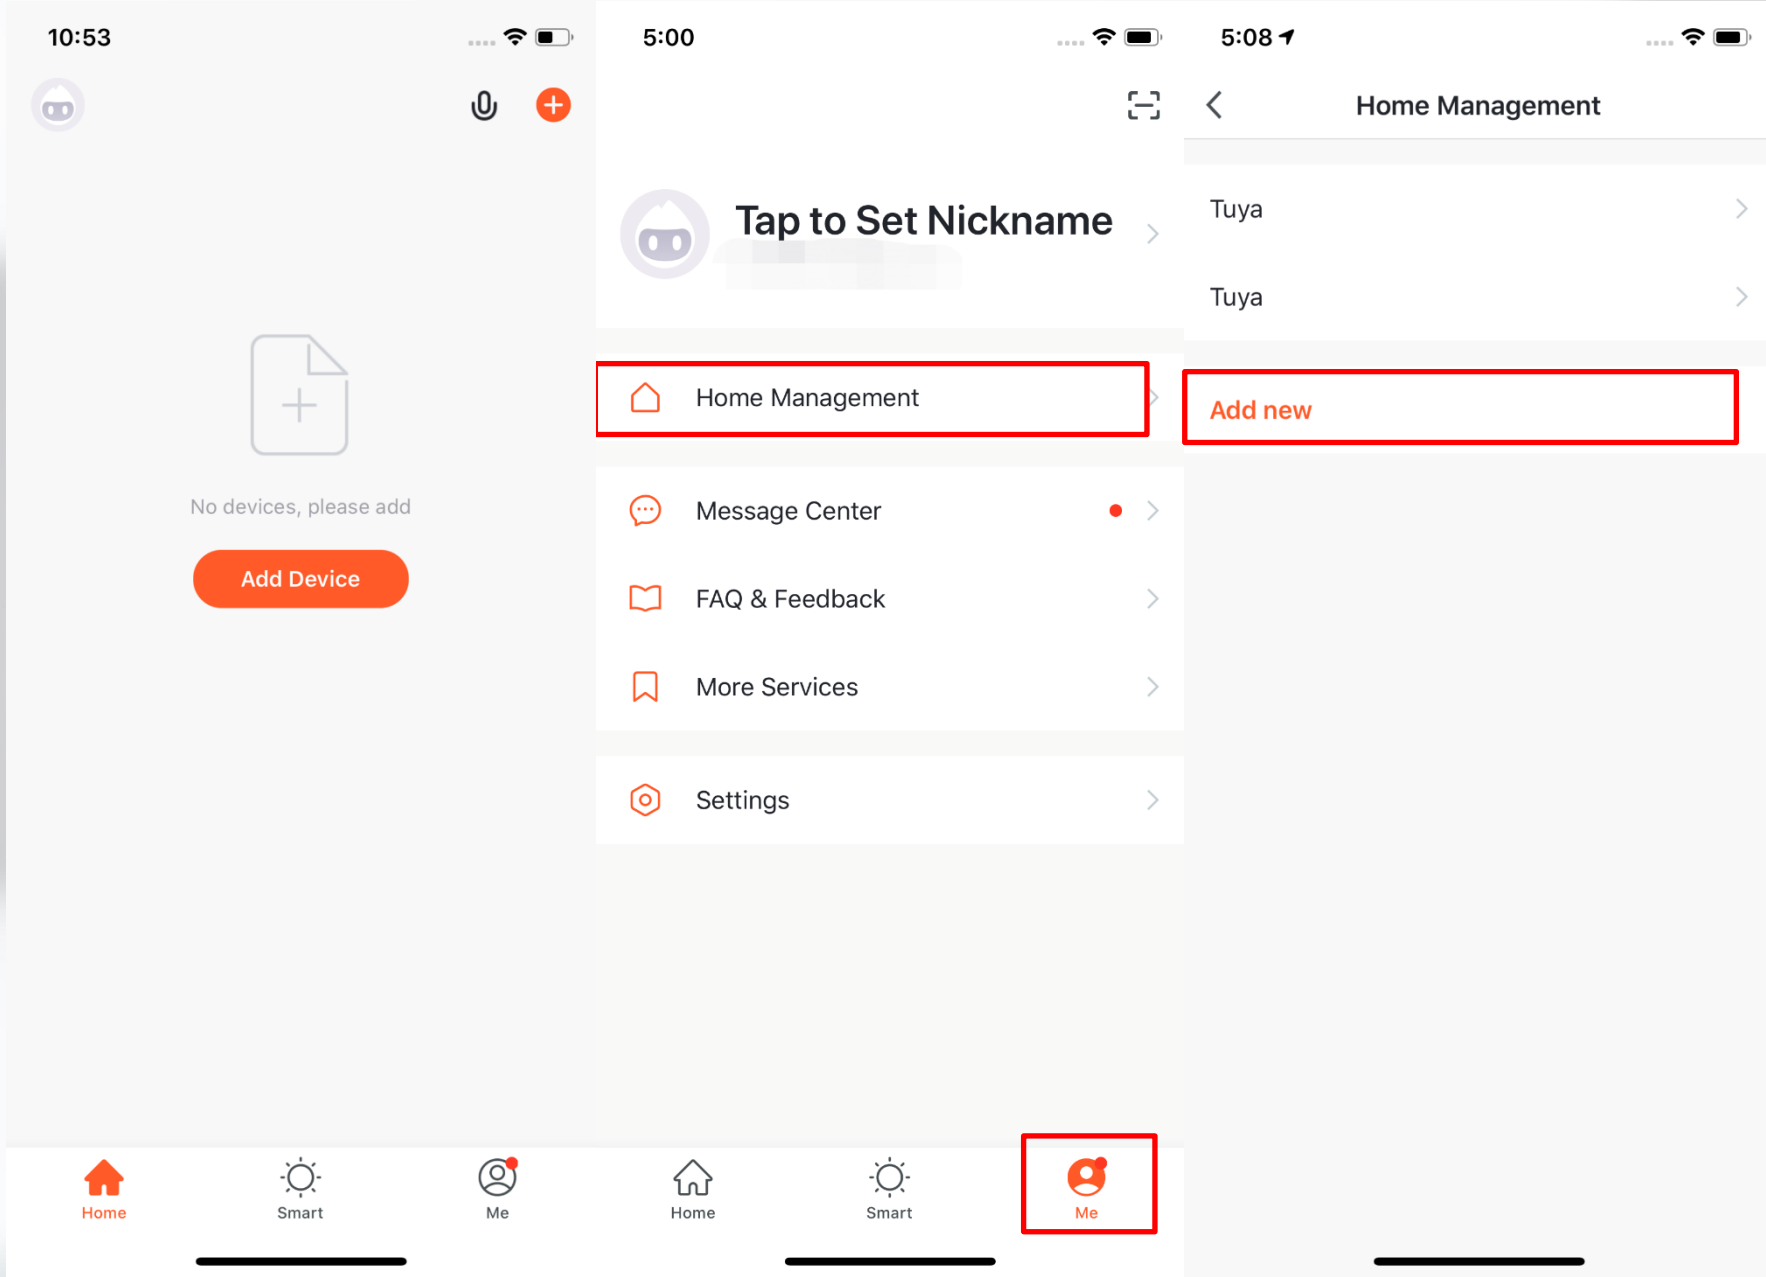 10:53
No devices, please add
Add Device
Home
Smart
Me
5:00
Tap to Set Nickname
Home Management
Message Center
FAQ & Feedback
More Services
Settings
Home
Smart
Me
5:08
Home Management
Tuya
Tuya
Add new